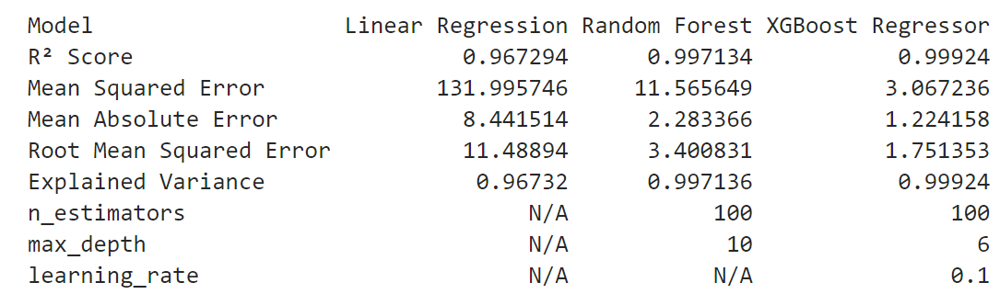 Model Linear Regression Random Forest XGBoost Regressor
R² Score 0.967294 0.997134 0.99924
Mean Squared Error 131.995746 11.565649 3.067236
Mean Absolute Error 8.441514 2.283366 1.224158
Root Mean Squared Error 11.48894 3.400831 1.751353
Explained Variance 0.96732 0.997136 0.99924
n_estimators N/A 100 100
max_depth N/A 10 6
learning_rate N/A N/A 0.1